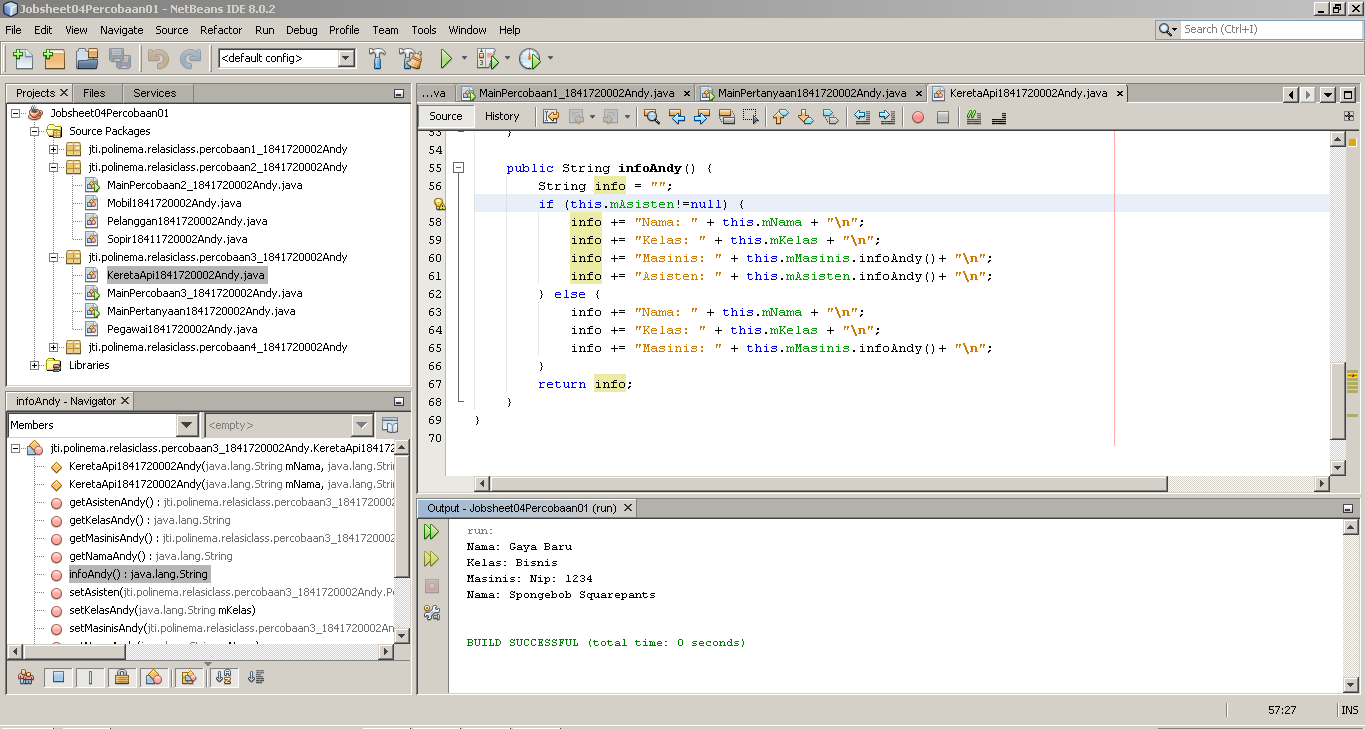 Jobsheet04Percobaan01 - NetBeans IDE 8.0.2
File Edit View Navigate Source Refactor Run Debug Profile Team Tools Window Help
Search (Ctrl+I)
<default config>
Projects Files Services
Jobsheet04Percobaan01
Source Packages
jti.polinema.relasiclass.percobaan1_1841720002Andy
jti.polinema.relasiclass.percobaan2_1841720002Andy
MainPercobaan2_1841720002Andy.java
Mobil1841720002Andy.java
Pelanggan1841720002Andy.java
Sopir18411720002Andy.java
jti.polinema.relasiclass.percobaan3_1841720002Andy
KeretaApi1841720002Andy.java
MainPercobaan3_1841720002Andy.java
MainPertanyaan1841720002Andy.java
Pegawai1841720002Andy.java
jti.polinema.relasiclass.percobaan4_1841720002Andy
Libraries
infoAndy - Navigator
Members <empty>
jti.polinema.relasiclass.percobaan3_1841720002Andy.KeretaApi18417
KeretaApi1841720002Andy(java.lang.String mNama, java.lang.Stri
KeretaApi1841720002Andy(java.lang.String mNama, java.lang.Stri
getAsistenAndy() : jti.polinema.relasiclass.percobaan3_184172000
getKelasAndy() : java.lang.String
getMasinisAndy() : jti.polinema.relasiclass.percobaan3_184172000
getNamaAndy() : java.lang.String
infoAndy() : java.lang.String
setAsisten(jti.polinema.relasiclass.percobaan3_1841720002Andy.P
setKelasAndy(java.lang.String mKelas)
setMasinisAndy(jti.polinema.relasiclass.percobaan3_1841720002An
...va MainPercobaan1_1841720002Andy.java MainPertanyaan1841720002Andy.java KeretaApi1841720002Andy.java
Source History
53 }
54
55 public String infoAndy() {
56 String info = "";
if (this.mAsisten!=null) {
58 info += "Nama: " + this.mNama + "\n";
59 info += "Kelas: " + this.mKelas + "\n";
60 info += "Masinis: " + this.mMasinis.infoAndy()+ "\n";
61 info += "Asisten: " + this.mAsisten.infoAndy()+ "\n";
62 } else {
63 info += "Nama: " + this.mNama + "\n";
64 info += "Kelas: " + this.mKelas + "\n";
65 info += "Masinis: " + this.mMasinis.infoAndy()+ "\n";
66 }
67 return info;
68 }
69 }
70
Output - Jobsheet04Percobaan01 (run)
run:
Nama: Gaya Baru
Kelas: Bisnis
Masinis: Nip: 1234
Nama: Spongebob Squarepants
BUILD SUCCESSFUL (total time: 0 seconds)
57:27 INS